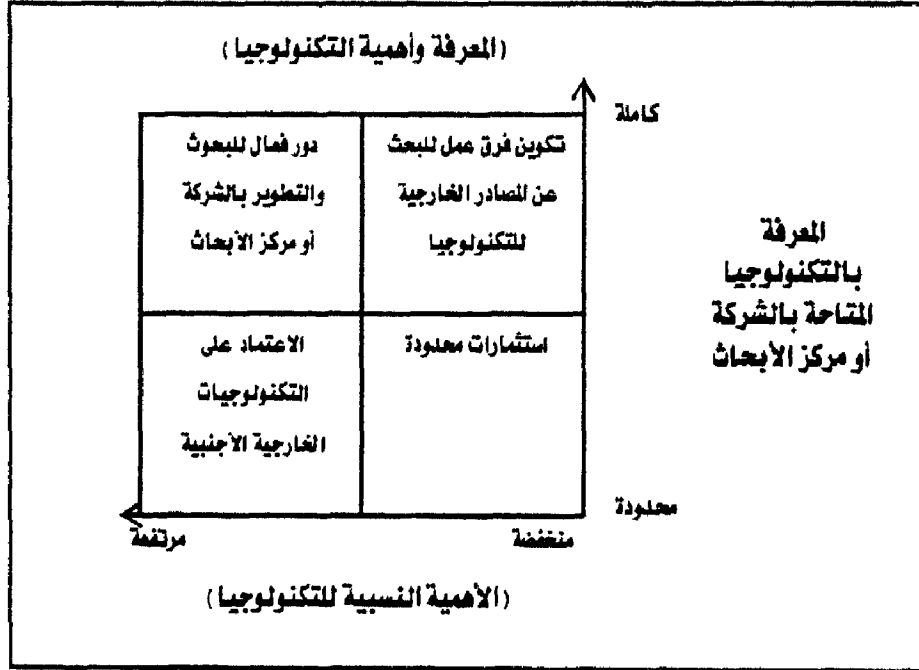 (المعرفة وأهمية التكنولوجيا)
كاملة
تكوين فرق عمل للبحث
عن المصادر الخارجية
للتكنولوجيا
دور فعال للبحوث
والتطوير بالشركة
أو مركز الأبحاث
المعرفة
بالتكنولوجيا
المتاحة بالشركة
أو مركز الأبحاث
استثمارات محدودة
الاعتماد على
التكنولوجيات
الخارجية الأجنبية
محدودة
منخفضة
مرتفعة
(الأهمية النسبية للتكنولوجيا)